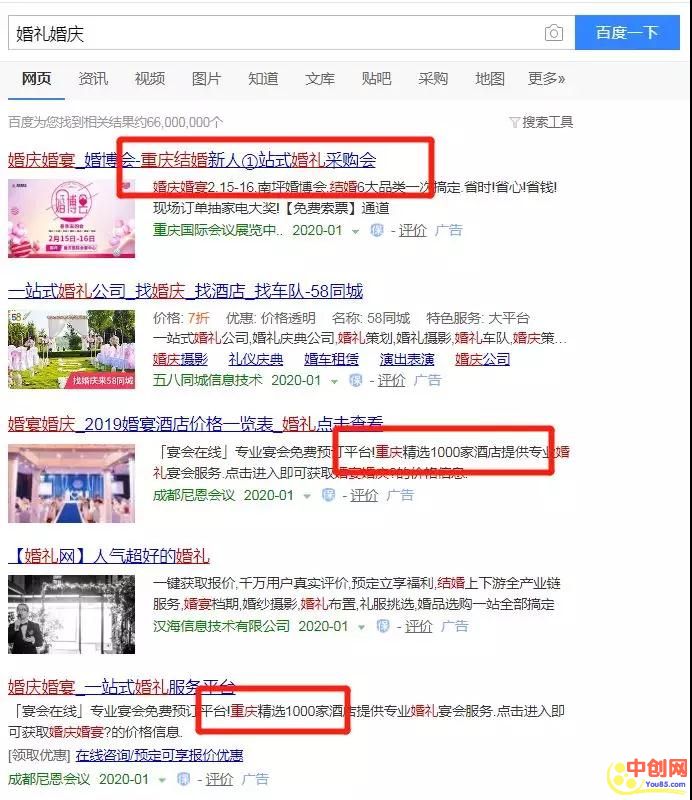 婚礼婚庆
百度一下
网页 资讯 视频 图片 知道 文库 贴吧 采购 地图 更多»
百度为您找到相关结果约66,000,000个
搜索工具
婚庆婚宴_婚博会-重庆结婚新人①站式婚礼采购会
婚博会
2月15日-16日
婚庆婚宴2.15-16.南坪婚博会,结婚6大品类一次搞定.省时!省心!省钱!
现场订单抽家电大奖!【免费索票】通道
重庆国际会议展览中.. 2020-01 保 - 评价 广告
一站式婚礼公司_找婚庆_找酒店_找车队-58同城
58
找婚庆来58同城
价格: 7折 优惠: 价格透明 名称: 58同城 特色服务: 大平台
一站式婚礼公司,婚礼庆典公司,婚礼策划,婚礼摄影,婚礼车队,婚庆策...
婚庆摄影 礼仪庆典 婚车租赁 演出表演 婚庆公司
五八同城信息技术 2020-01 保 - 评价 广告
婚宴婚庆_2019婚宴酒店价格一览表_婚礼点击查看
「宴会在线」专业宴会免费预订平台!重庆精选1000家酒店提供专业婚
礼宴会服务.点击进入即可获取婚宴婚庆?的价格信息.
成都尼恩会议 2020-01 保 - 评价 广告
【婚礼网】人气超好的婚礼
一键获取报价,千万用户真实评价,预定立享福利,结婚上下游全产业链
服务,婚宴档期,婚纱摄影,婚礼布置,礼服挑选,婚品选购一站全部搞定
汉海信息技术有限公司 2020-01 保 - 评价 广告
婚庆婚宴_一站式婚礼服务平台
「宴会在线」专业宴会免费预订平台!重庆精选1000家酒店提供专业婚礼宴会服务.点击进入即
可获取婚庆婚宴?的价格信息.
[领取优惠] 在线咨询/预定可享报价优惠
成都尼恩会议 2020-01 保 - 评价 广告
中创网
You85.com